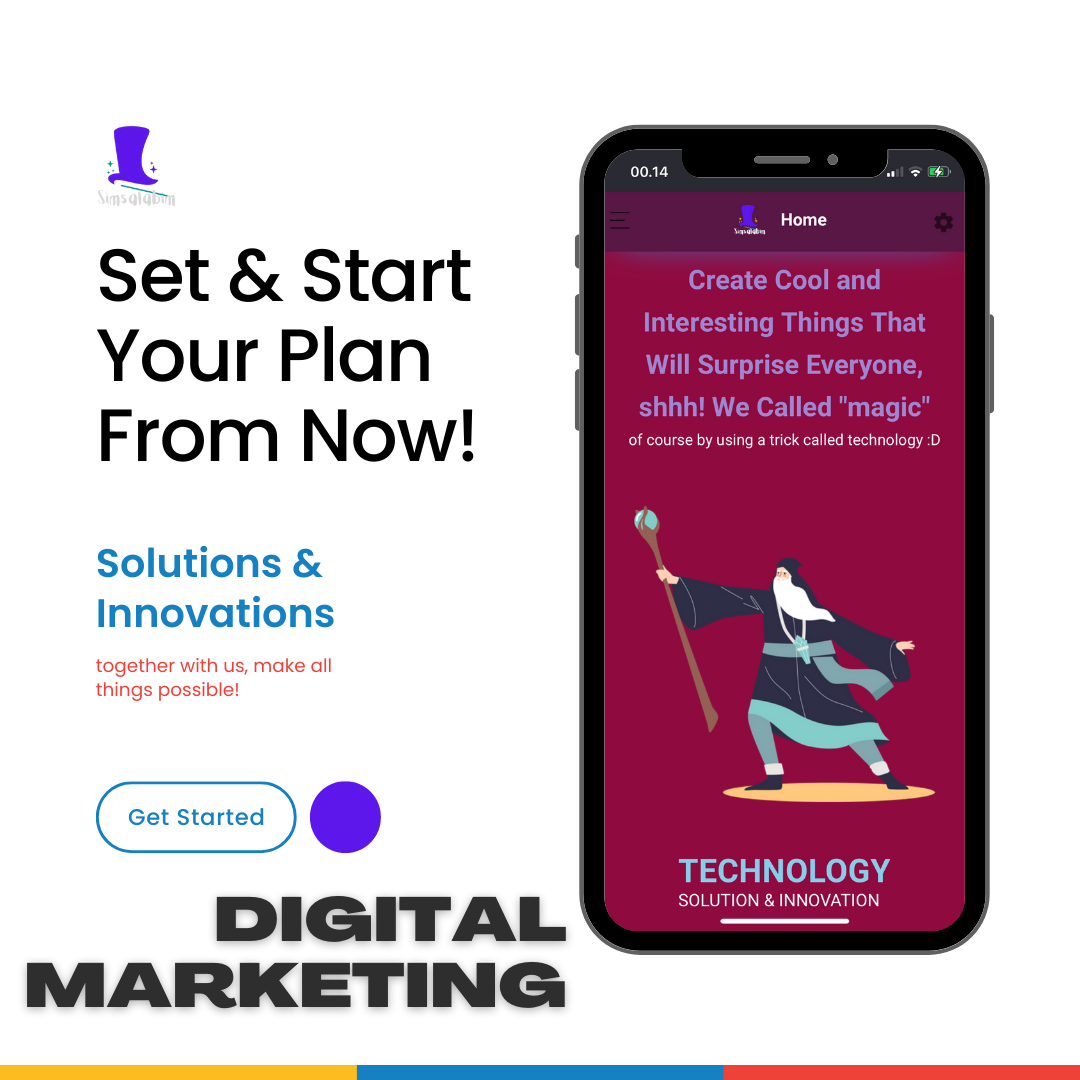 Simsalabim
Set & Start
Your Plan
From Now!
Solutions &
Innovations
together with us, make all
things possible!
Get Started
DIGITAL
MARKETING
00.14
Simsalabim
Home
Create Cool and
Interesting Things That
Will Surprise Everyone,
shhh! We Called "magic"
of course by using a trick called technology :D
TECHNOLOGY
SOLUTION & INNOVATION